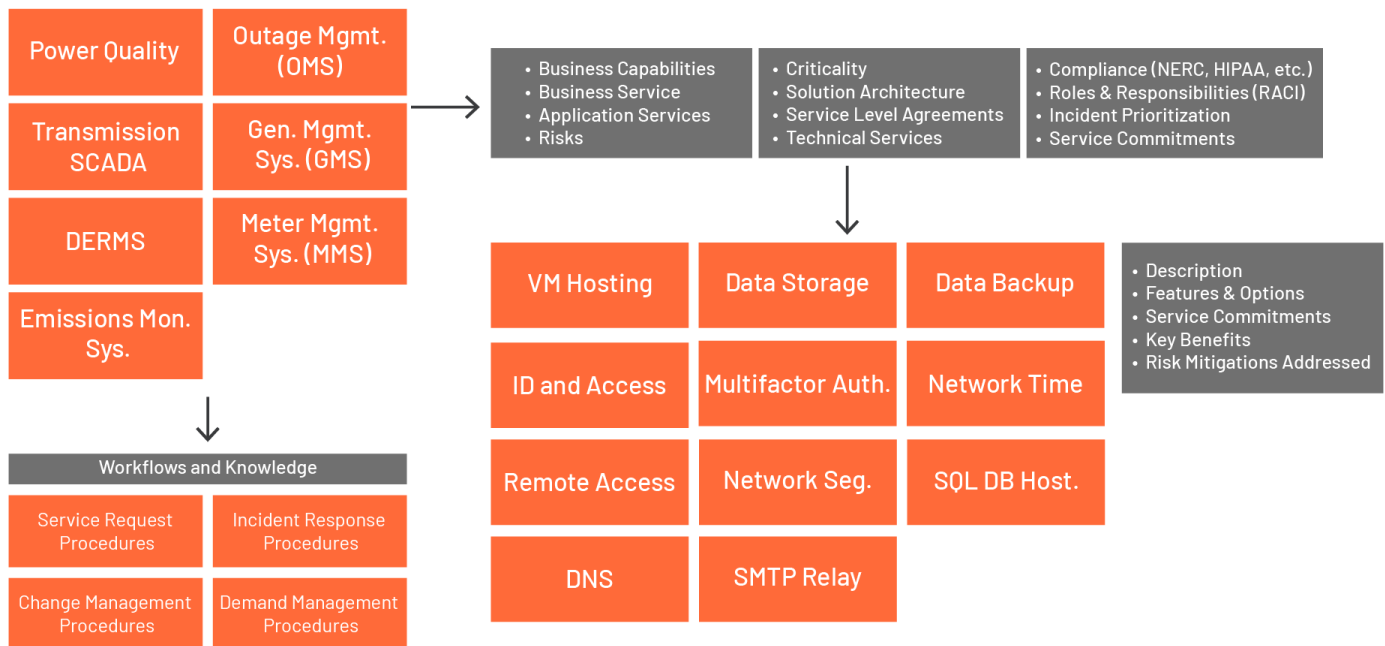 Power Quality
Outage Mgmt.
(OMS)
Transmission
SCADA
Gen. Mgmt.
Sys. (GMS)
DERMS
Meter Mgmt.
Sys. (MMS)
Emissions Mon.
Sys.
Workflows and Knowledge
Service Request
Procedures
Incident Response
Procedures
Change Management
Procedures
Demand Management
Procedures
• Business Capabilities
• Business Service
• Application Services
• Risks
• Criticality
• Solution Architecture
• Service Level Agreements
• Technical Services
• Compliance (NERC, HIPAA, etc.)
• Roles & Responsibilities (RACI)
• Incident Prioritization
• Service Commitments
VM Hosting
Data Storage
Data Backup
ID and Access
Multifactor Auth.
Network Time
Remote Access
Network Seg.
SQL DB Host.
DNS
SMTP Relay
• Description
• Features & Options
• Service Commitments
• Key Benefits
• Risk Mitigations Addressed